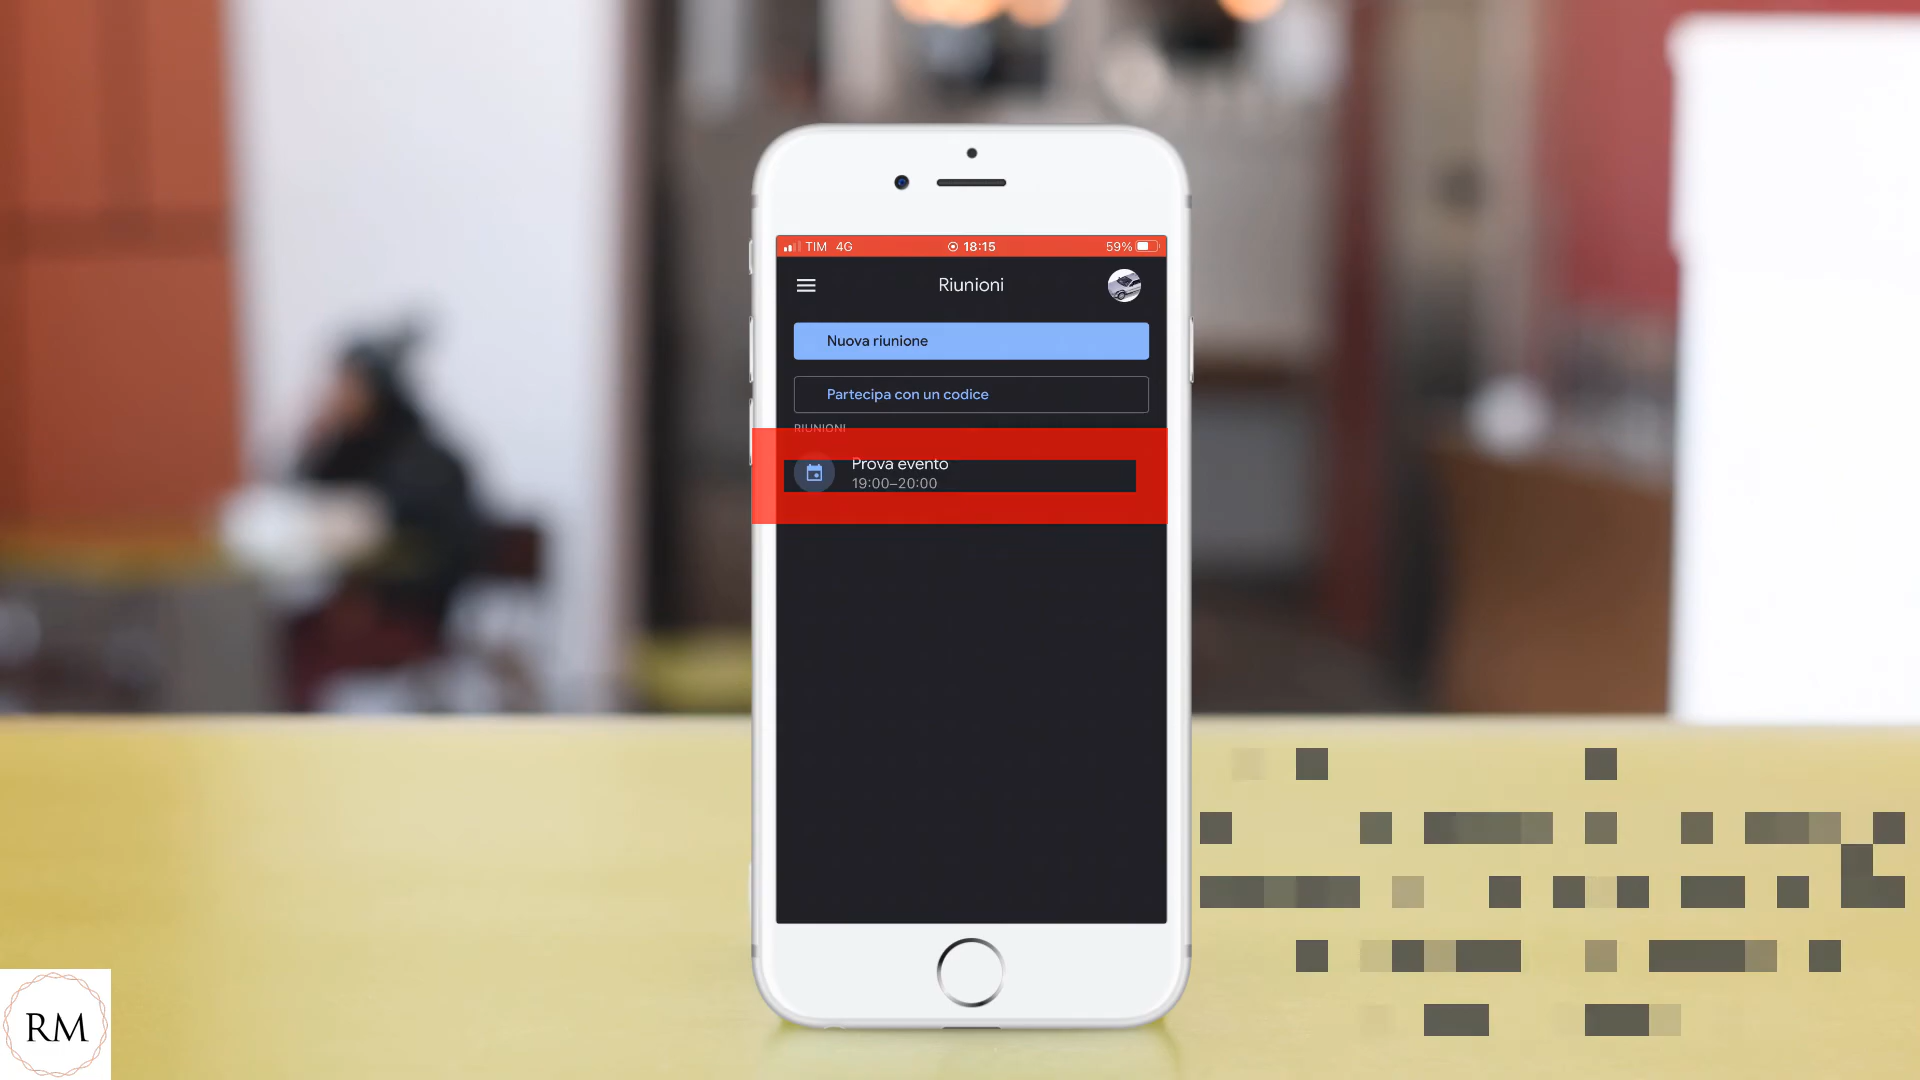 TIM 4G 18:15 59%
Riunioni
Nuova riunione
Partecipa con un codice
RIUNIONI
Prova evento
19:00–20:00
RM